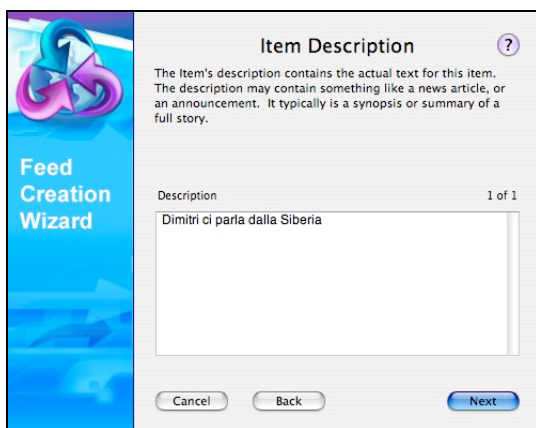 Item Description
?
The Item's description contains the actual text for this item.
The description may contain something like a news article, or
an announcement. It typically is a synopsis or summary of a
full story.
Feed
Creation
Wizard
Description 1 of 1
Dimitri ci parla dalla Siberia
Cancel Back Next